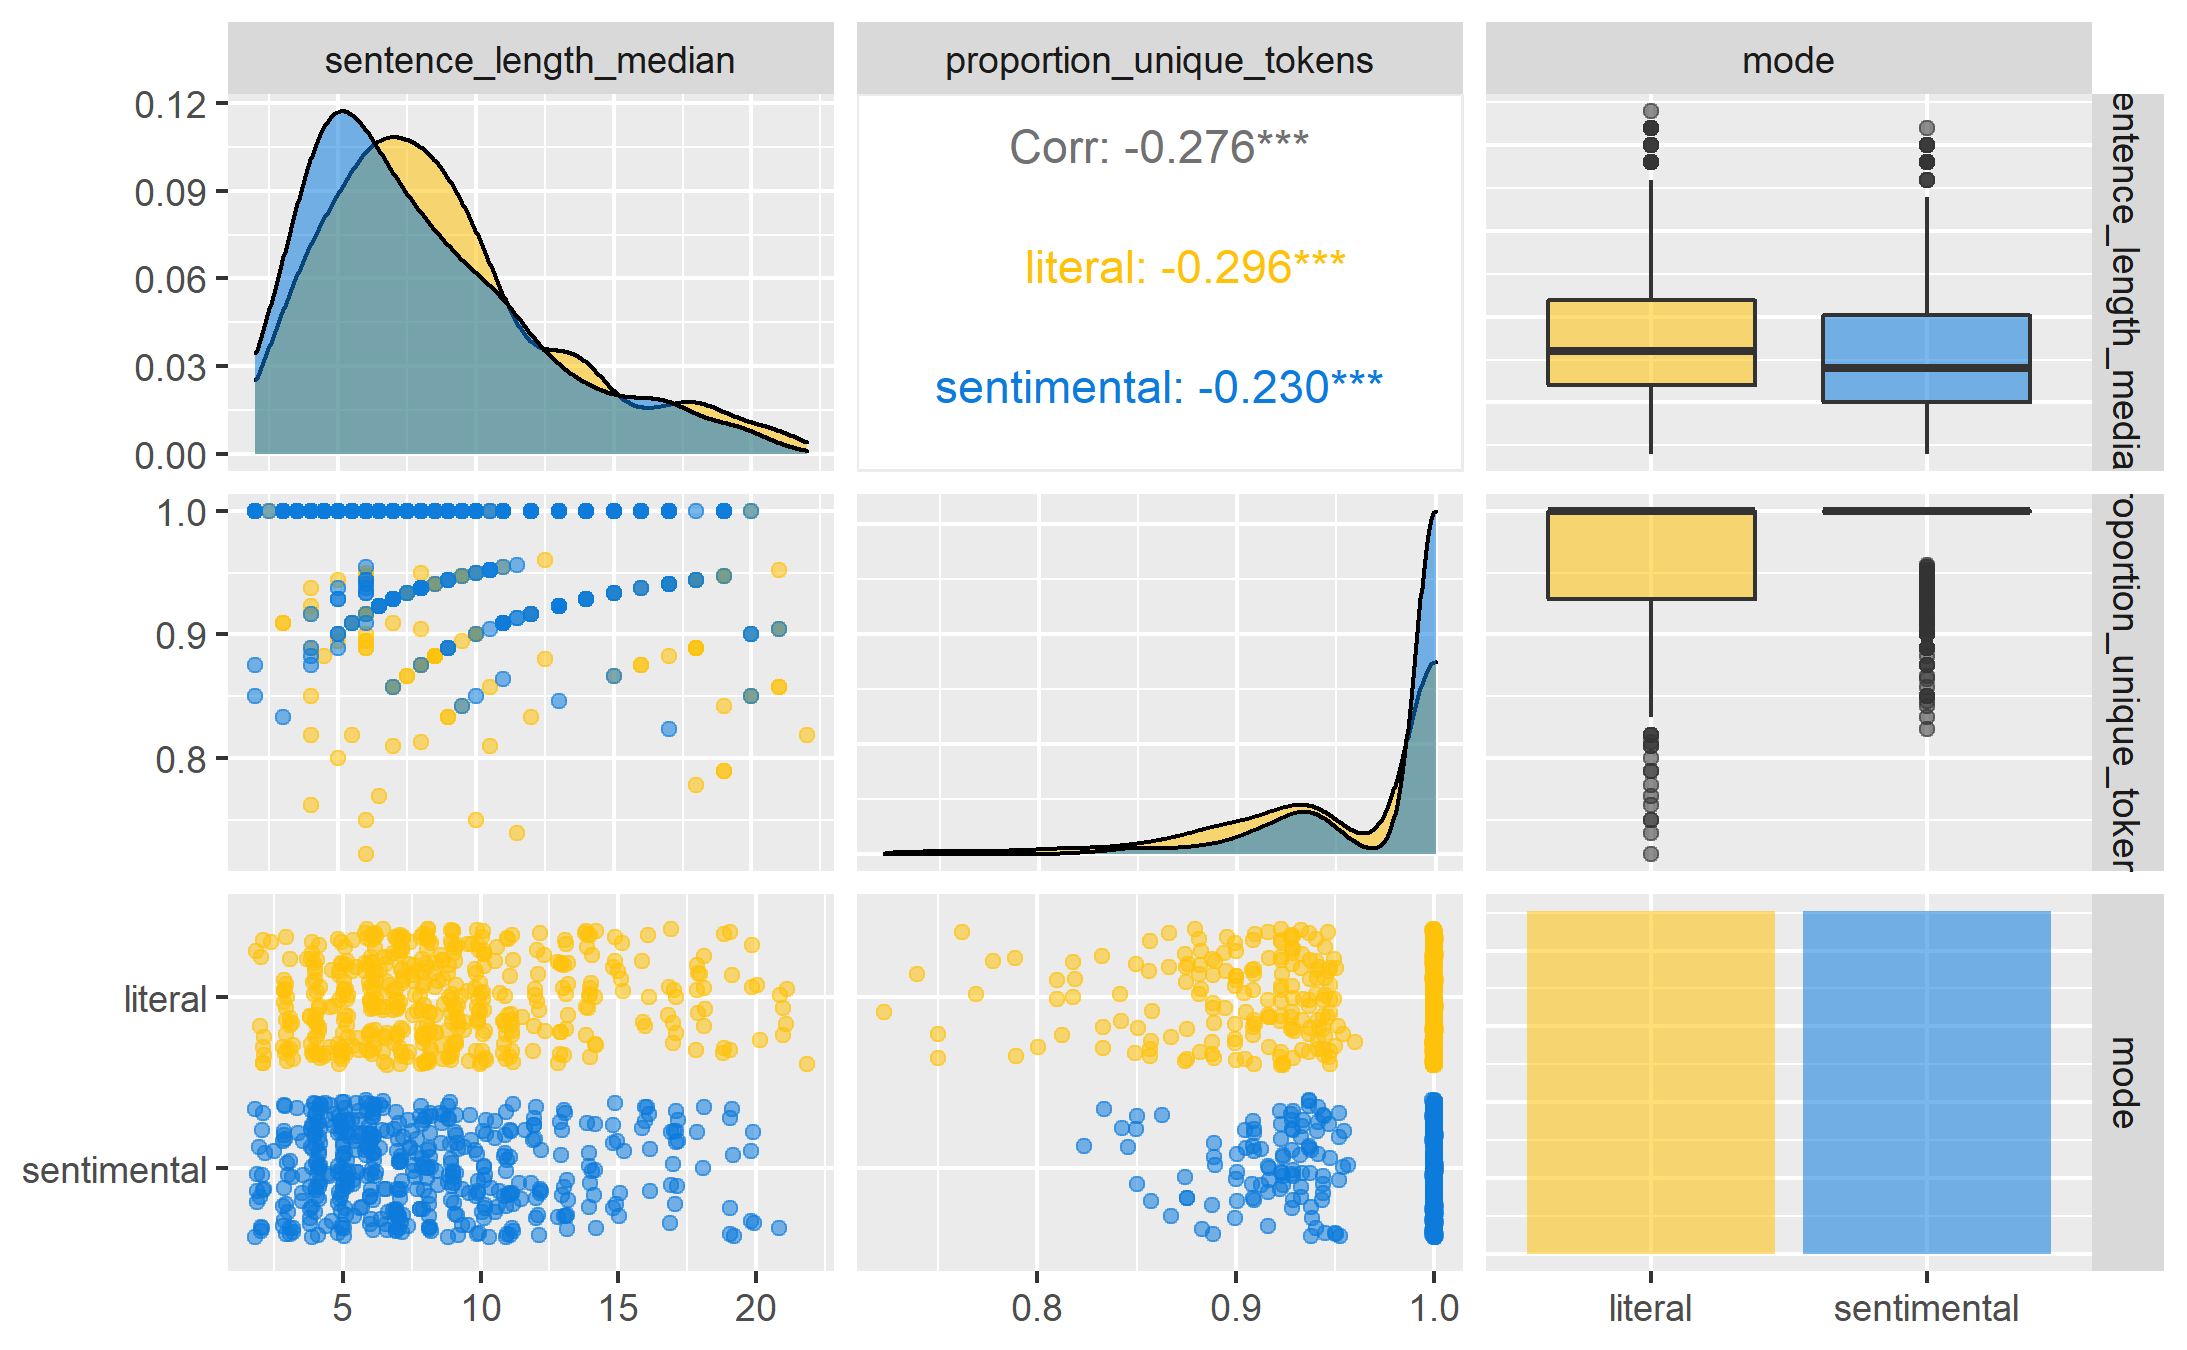 sentence_length_median
proportion_unique_tokens
mode
0.12
0.09
0.06
0.03
0.00
Corr: -0.276***
literal: -0.296***
sentimental: -0.230***
entence_length_media
1.0
0.9
0.8
oportion_unique_token
literal
sentimental
mode
5 10 15 20
0.8 0.9 1.0
literal sentimental